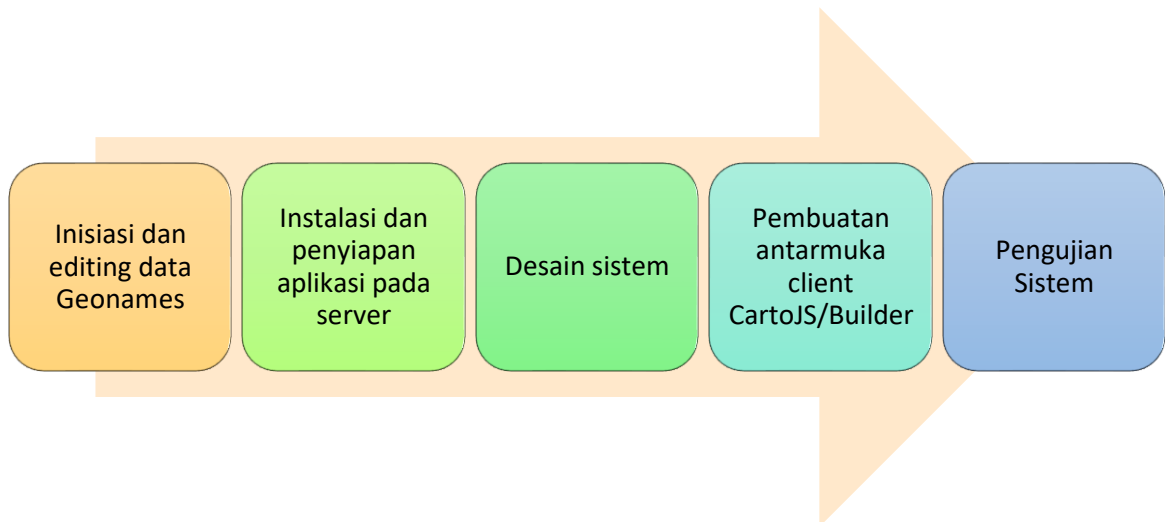 Inisiasi dan
editing data
Geonames
Instalasi dan
penyiapan
aplikasi pada
server
Desain sistem
Pembuatan
antarmuka
client
CartoJS/Builder
Pengujian
Sistem